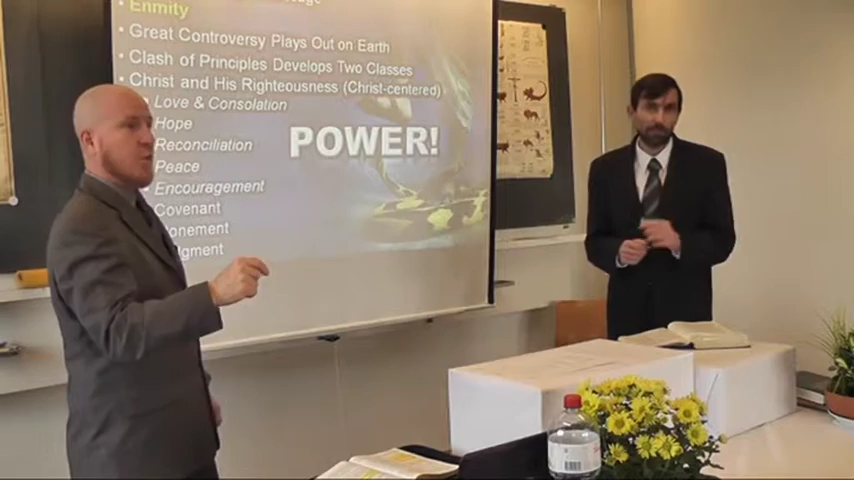 • Enmity
• Great Controversy Plays Out on Earth
• Clash of Principles Developing Two Classes
• Christ and His Righteousness (Christ-centered)
Love & Consolation
Hope
Reconciliation
Peace
Encouragement
Covenant
POWER!